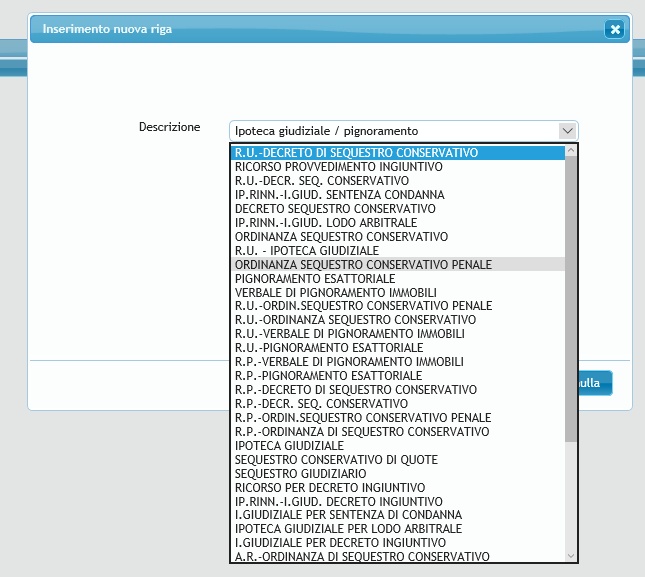 Inserimento nuova riga
Descrizione
Ipoteca giudiziale / pignoramento
R.U.-DECRETO DI SEQUESTRO CONSERVATIVO
RICORSO PROVVEDIMENTO INGIUNTIVO
R.U.-DECR. SEQ. CONSERVATIVO
IP.RINN.-I.GIUD. SENTENZA CONDANNA
DECRETO SEQUESTRO CONSERVATIVO
IP.RINN.-I.GIUD. LODO ARBITRALE
ORDINANZA SEQUESTRO CONSERVATIVO
R.U. - IPOTECA GIUDIZIALE
ORDINANZA SEQUESTRO CONSERVATIVO PENALE
PIGNORAMENTO ESATTORIALE
VERBALE DI PIGNORAMENTO IMMOBILI
R.U.-ORDIN.SEQUESTRO CONSERVATIVO PENALE
R.U.-ORDINANZA SEQUESTRO CONSERVATIVO
R.U.-VERBALE DI PIGNORAMENTO IMMOBILI
R.U.-PIGNORAMENTO ESATTORIALE
R.P.-VERBALE DI PIGNORAMENTO IMMOBILI
R.P.-PIGNORAMENTO ESATTORIALE
R.P.-DECRETO DI SEQUESTRO CONSERVATIVO
R.P.-DECR. SEQ. CONSERVATIVO
R.P.-ORDIN.SEQUESTRO CONSERVATIVO PENALE
R.P.-ORDINANZA DI SEQUESTRO CONSERVATIVO
IPOTECA GIUDIZIALE
SEQUESTRO CONSERVATIVO DI QUOTE
SEQUESTRO GIUDIZIARIO
RICORSO PER DECRETO INGIUNTIVO
IP.RINN.-I.GIUD. DECRETO INGIUNTIVO
I.GIUDIZIALE PER SENTENZA DI CONDANNA
IPOTECA GIUDIZIALE PER LODO ARBITRALE
I.GIUDIZIALE PER DECRETO INGIUNTIVO
A.R.-ORDINANZA DI SEQUESTRO CONSERVATIVO